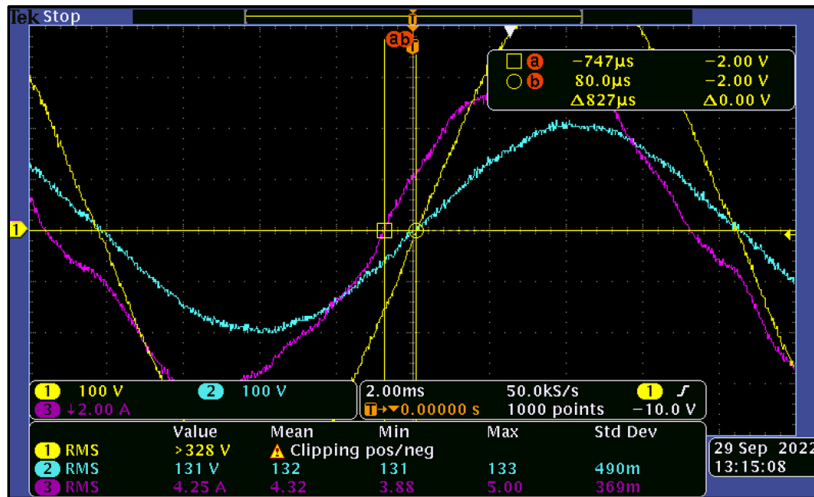 Tek Stop
T
a b
T
a −747µs −2.00 V
b 80.0µs −2.00 V
Δ827µs Δ0.00 V
1
1 100 V 2 100 V
3 ↓2.00 A
2.00ms 50.0kS/s 1 ∫
T→▼0.00000 s 1000 points −10.0 V
Value Mean Min Max Std Dev
1 RMS >328 V Clipping pos/neg
2 RMS 131 V 132 131 133 490m
3 RMS 4.25 A 4.32 3.88 5.00 369m
29 Sep 2022
13:15:08